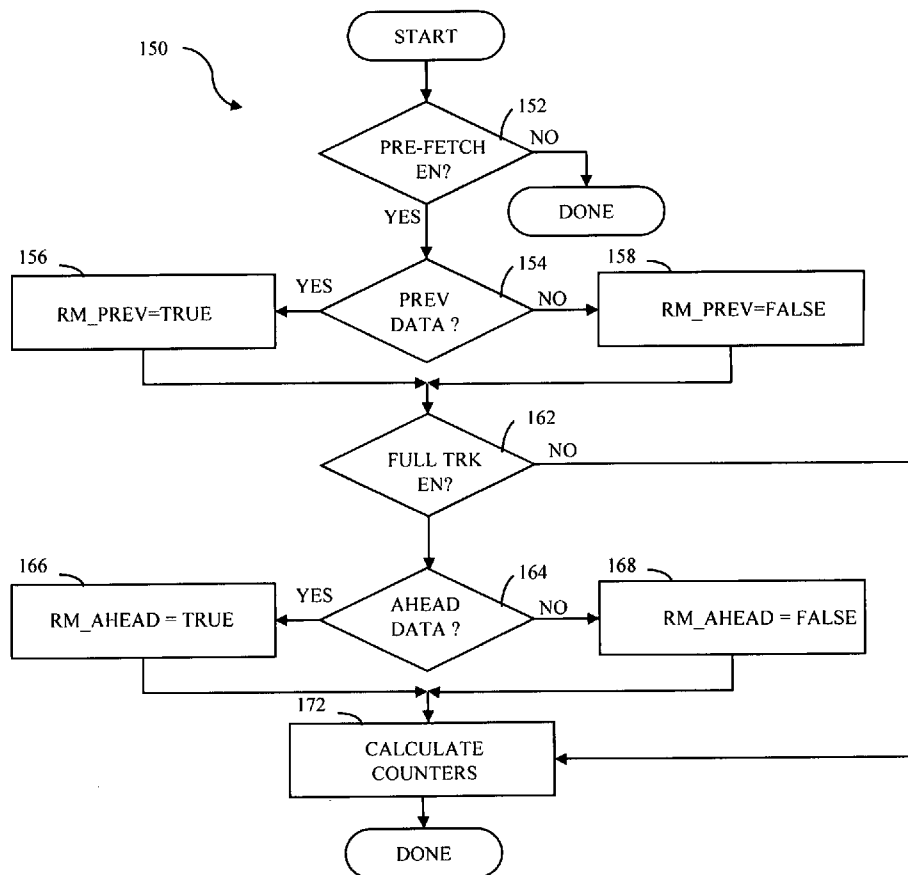 START
150
152
PRE-FETCH
EN?
NO
DONE
YES
156
154
158
YES
RM_PREV=TRUE
PREV
DATA ?
NO
RM_PREV=FALSE
162
FULL TRK
EN?
NO
166
164
168
YES
RM_AHEAD = TRUE
AHEAD
DATA ?
NO
RM_AHEAD = FALSE
172
CALCULATE
COUNTERS
DONE